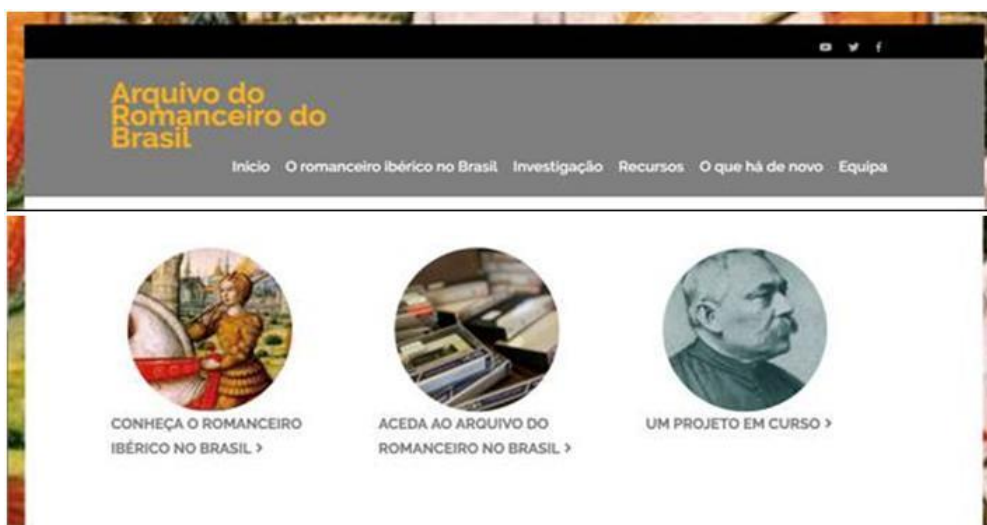 Arquivo do
Romanceiro do
Brasil
Início O romanceiro ibérico no Brasil Investigação Recursos O que há de novo Equipa
CONHEÇA O ROMANCEIRO
IBÉRICO NO BRASIL >
ACEDA AO ARQUIVO DO
ROMANCEIRO NO BRASIL >
UM PROJETO EM CURSO >